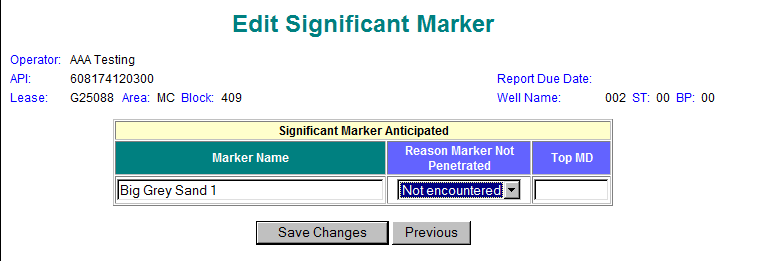 Edit Significant Marker
Operator: AAA Testing
API: 608174120300 Report Due Date:
Lease: G25088 Area: MC Block: 409 Well Name: 002 ST: 00 BP: 00
Significant Marker Anticipated
Marker Name Reason Marker Not Penetrated Top MD
Big Grey Sand 1 Not encountered
Save Changes Previous